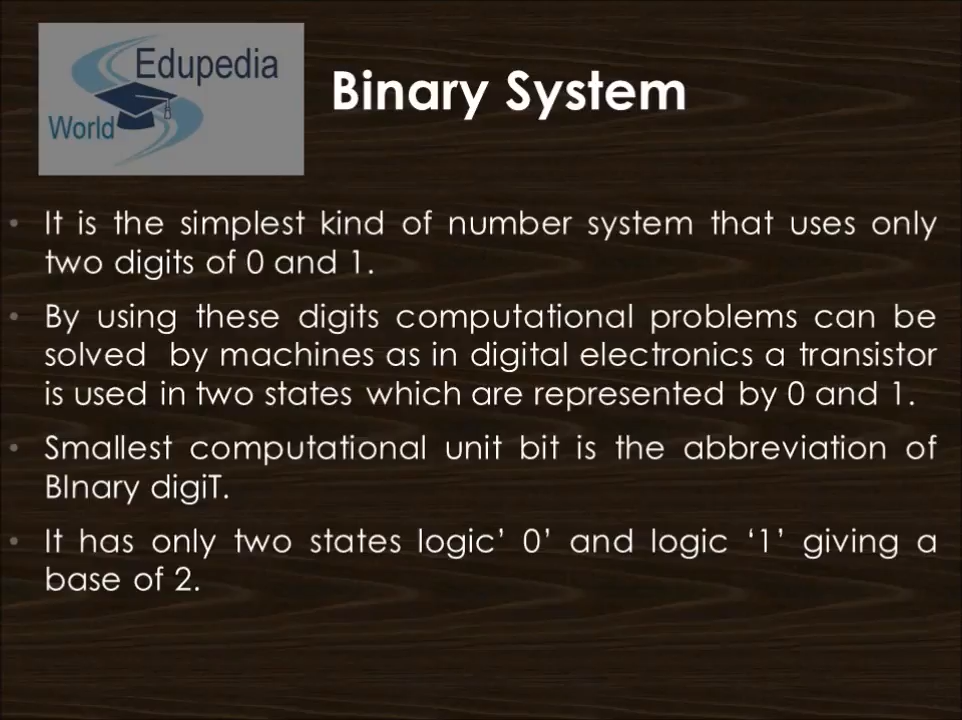 Edupedia
World
Binary System
• It is the simplest kind of number system that uses only
two digits of 0 and 1.
• By using these digits computational problems can be
solved by machines as in digital electronics a transistor
is used in two states which are represented by 0 and 1.
• Smallest computational unit bit is the abbreviation of
BInary digiT.
• It has only two states logic’ 0’ and logic ‘1’ giving a
base of 2.